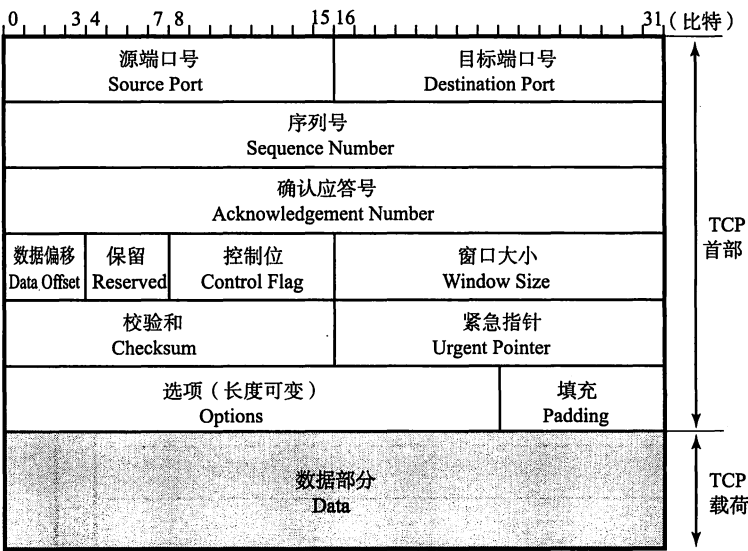 0 3 4 7 8 15 16 31 (比特)
源端口号 目标端口号
Source Port Destination Port
序列号
Sequence Number
确认应答号
Acknowledgement Number
TCP
首部
数据偏移 保留 控制位 窗口大小
Data Offset Reserved Control Flag Window Size
校验和 紧急指针
Checksum Urgent Pointer
选项(长度可变) 填充
Options Padding
数据部分
Data
TCP
载荷